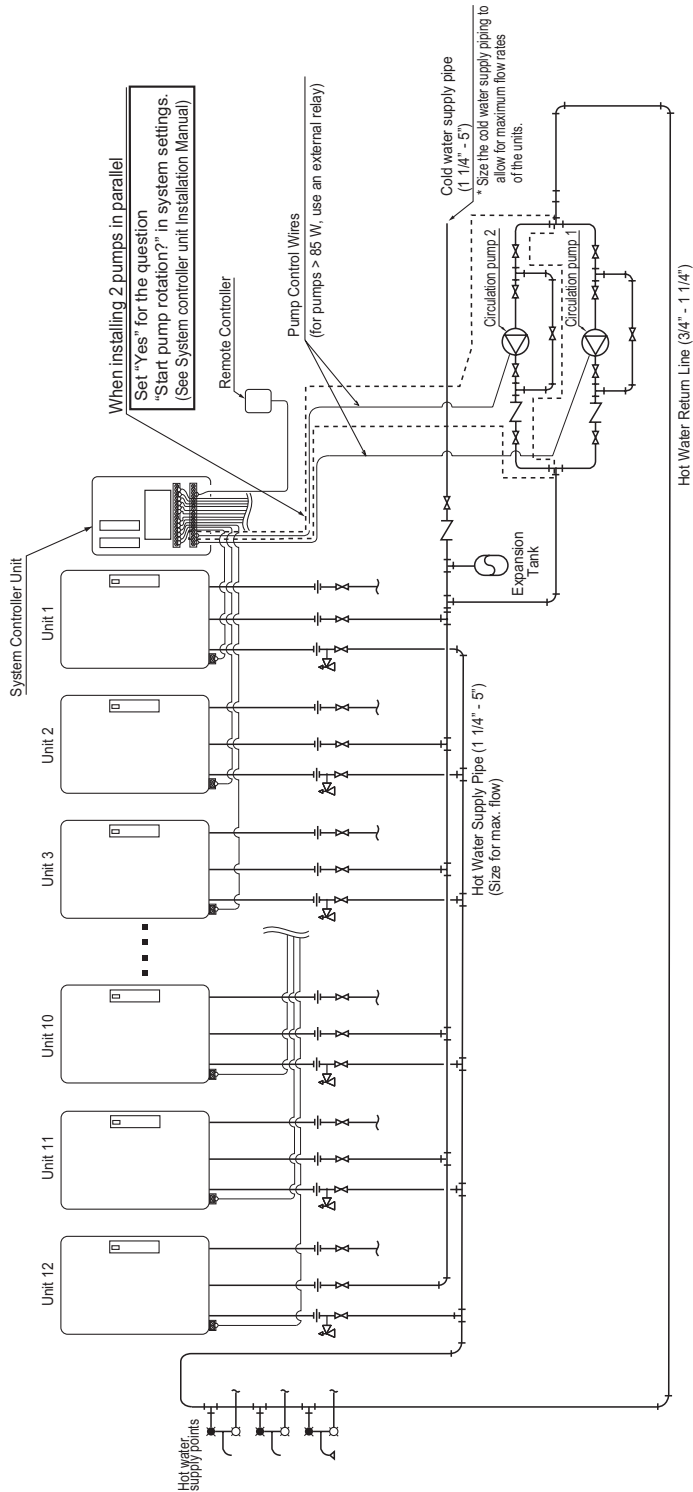 System Controller Unit
When installing 2 pumps in parallel
Set “Yes” for the question
“Start pump rotation?” in system settings.
(See System controller unit Installation Manual)
Remote Controller
Pump Control Wires
(for pumps > 85 W, use an external relay)
Unit 12
Unit 11
Unit 10
Unit 3
Unit 2
Unit 1
Cold water supply pipe
(1 1/4” - 5”)
* Size the cold water supply piping to
allow for maximum flow rates
of the units.
Hot water
supply points
Hot Water Supply Pipe (1 1/4” - 5”)
(Size for max. flow)
Expansion
Tank
Circulation pump 2
Circulation pump 1
Hot Water Return Line (3/4” - 1 1/4”)